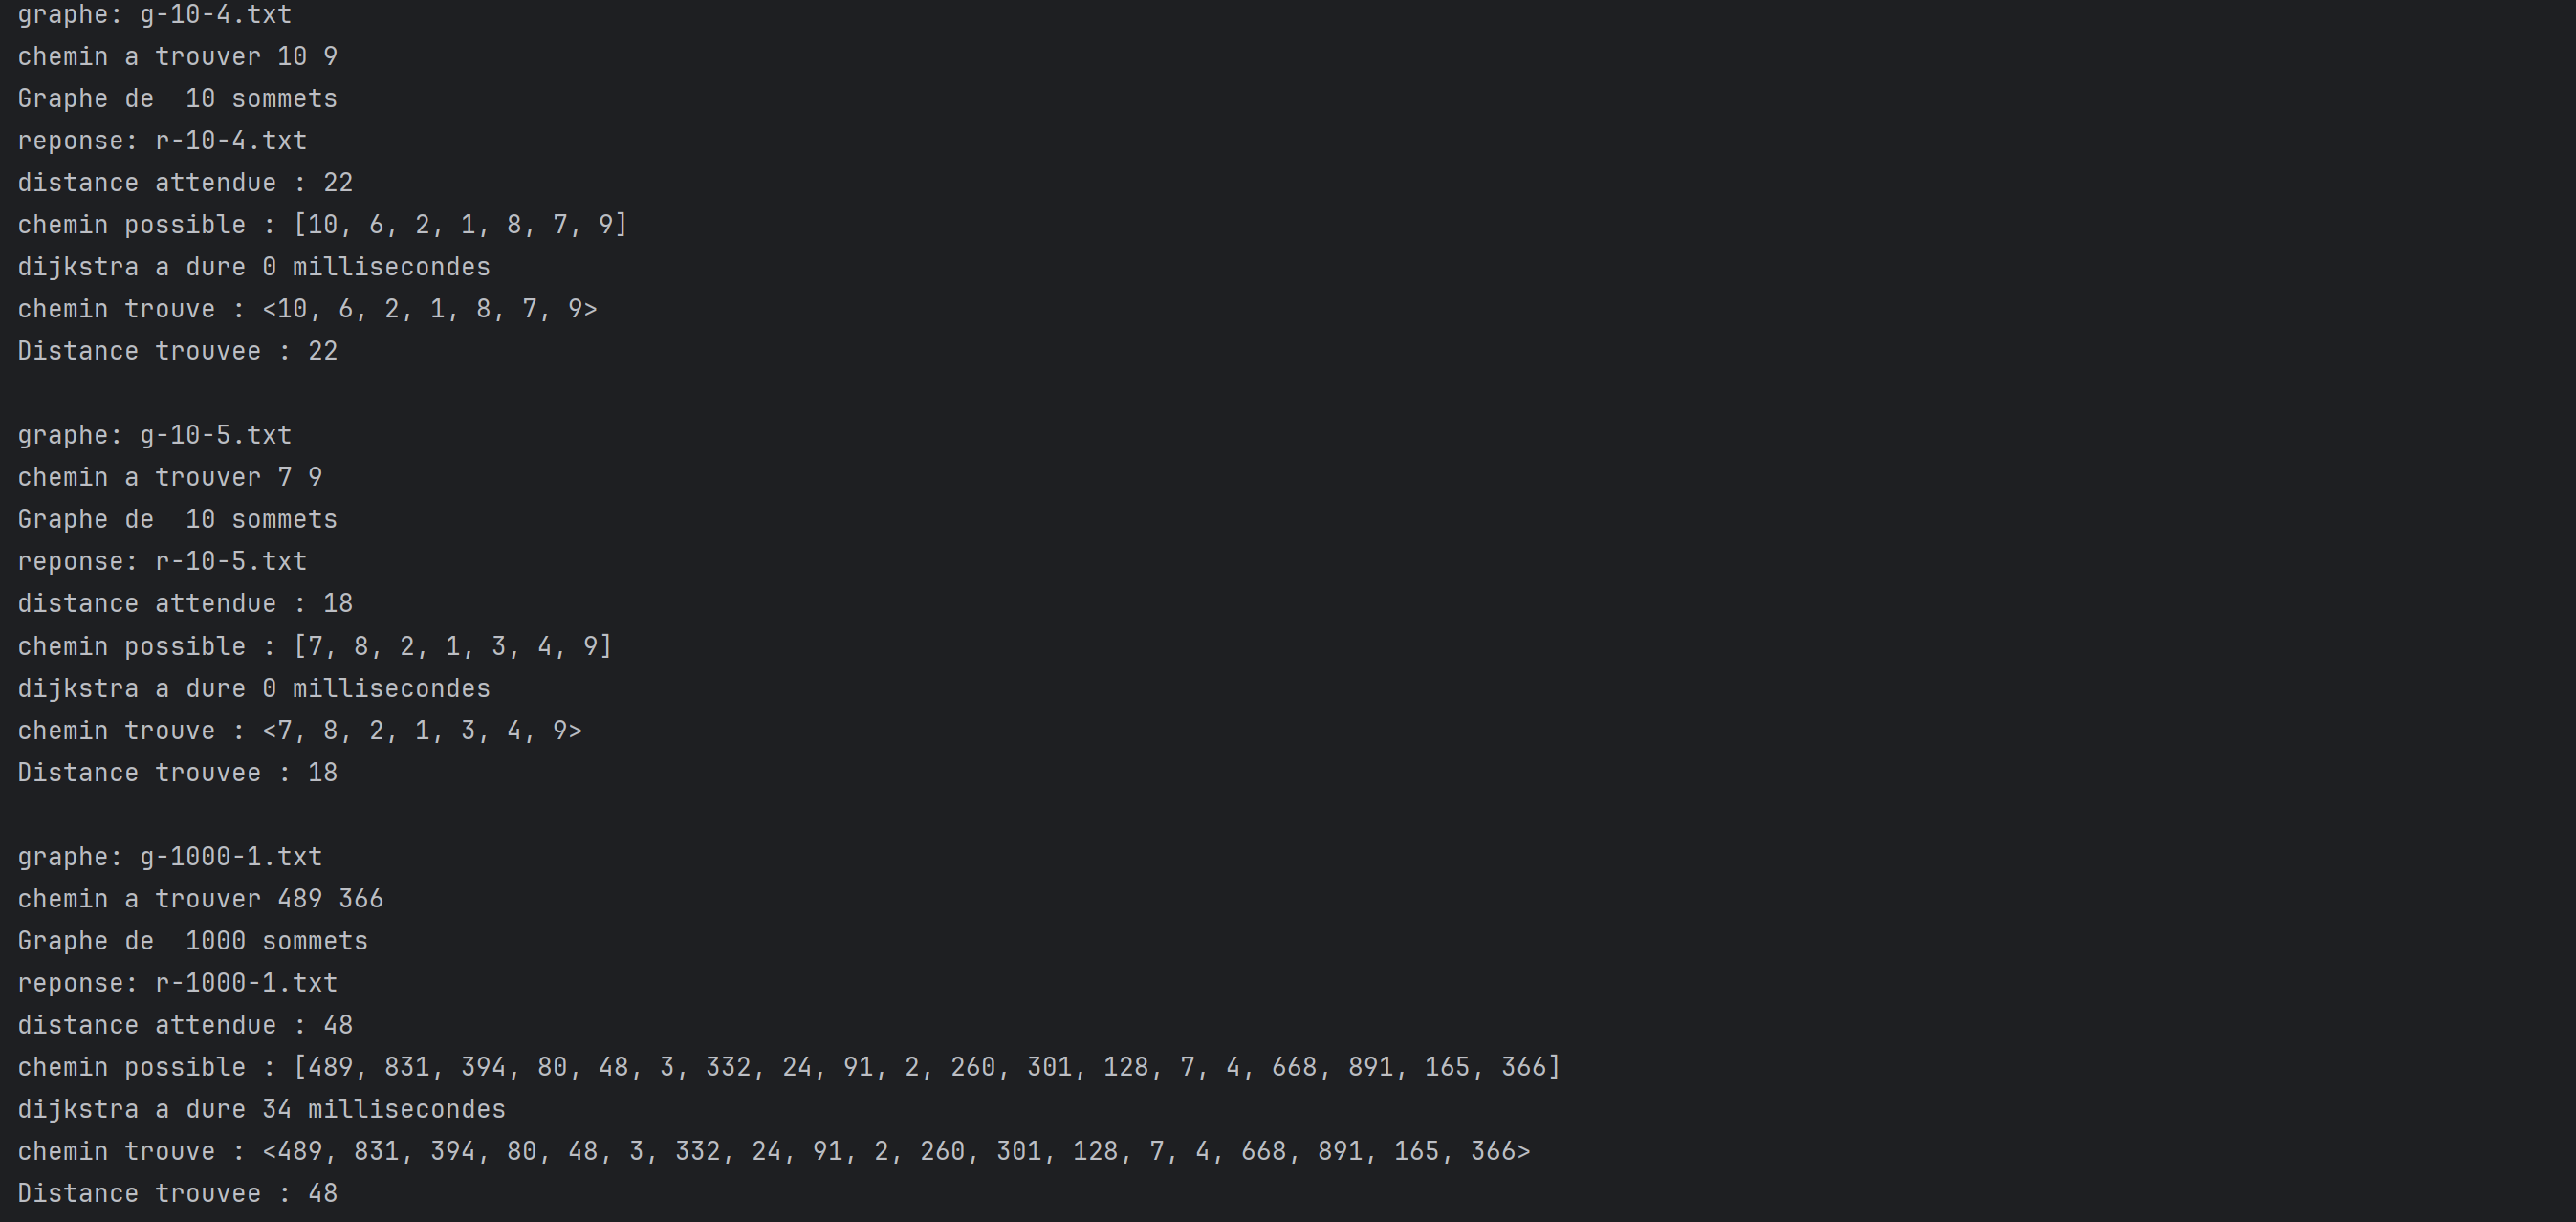 graphe: g-10-4.txt
chemin a trouver 10 9
Graphe de  10 sommets
reponse: r-10-4.txt
distance attendue : 22
chemin possible : [10, 6, 2, 1, 8, 7, 9]
dijkstra a dure 0 millisecondes
chemin trouve : <10, 6, 2, 1, 8, 7, 9>
Distance trouvee : 22
graphe: g-10-5.txt
chemin a trouver 7 9
Graphe de  10 sommets
reponse: r-10-5.txt
distance attendue : 18
chemin possible : [7, 8, 2, 1, 3, 4, 9]
dijkstra a dure 0 millisecondes
chemin trouve : <7, 8, 2, 1, 3, 4, 9>
Distance trouvee : 18
graphe: g-1000-1.txt
chemin a trouver 489 366
Graphe de  1000 sommets
reponse: r-1000-1.txt
distance attendue : 48
chemin possible : [489, 831, 394, 80, 48, 3, 332, 24, 91, 2, 260, 301, 128, 7, 4, 668, 891, 165, 366]
dijkstra a dure 34 millisecondes
chemin trouve : <489, 831, 394, 80, 48, 3, 332, 24, 91, 2, 260, 301, 128, 7, 4, 668, 891, 165, 366>
Distance trouvee : 48